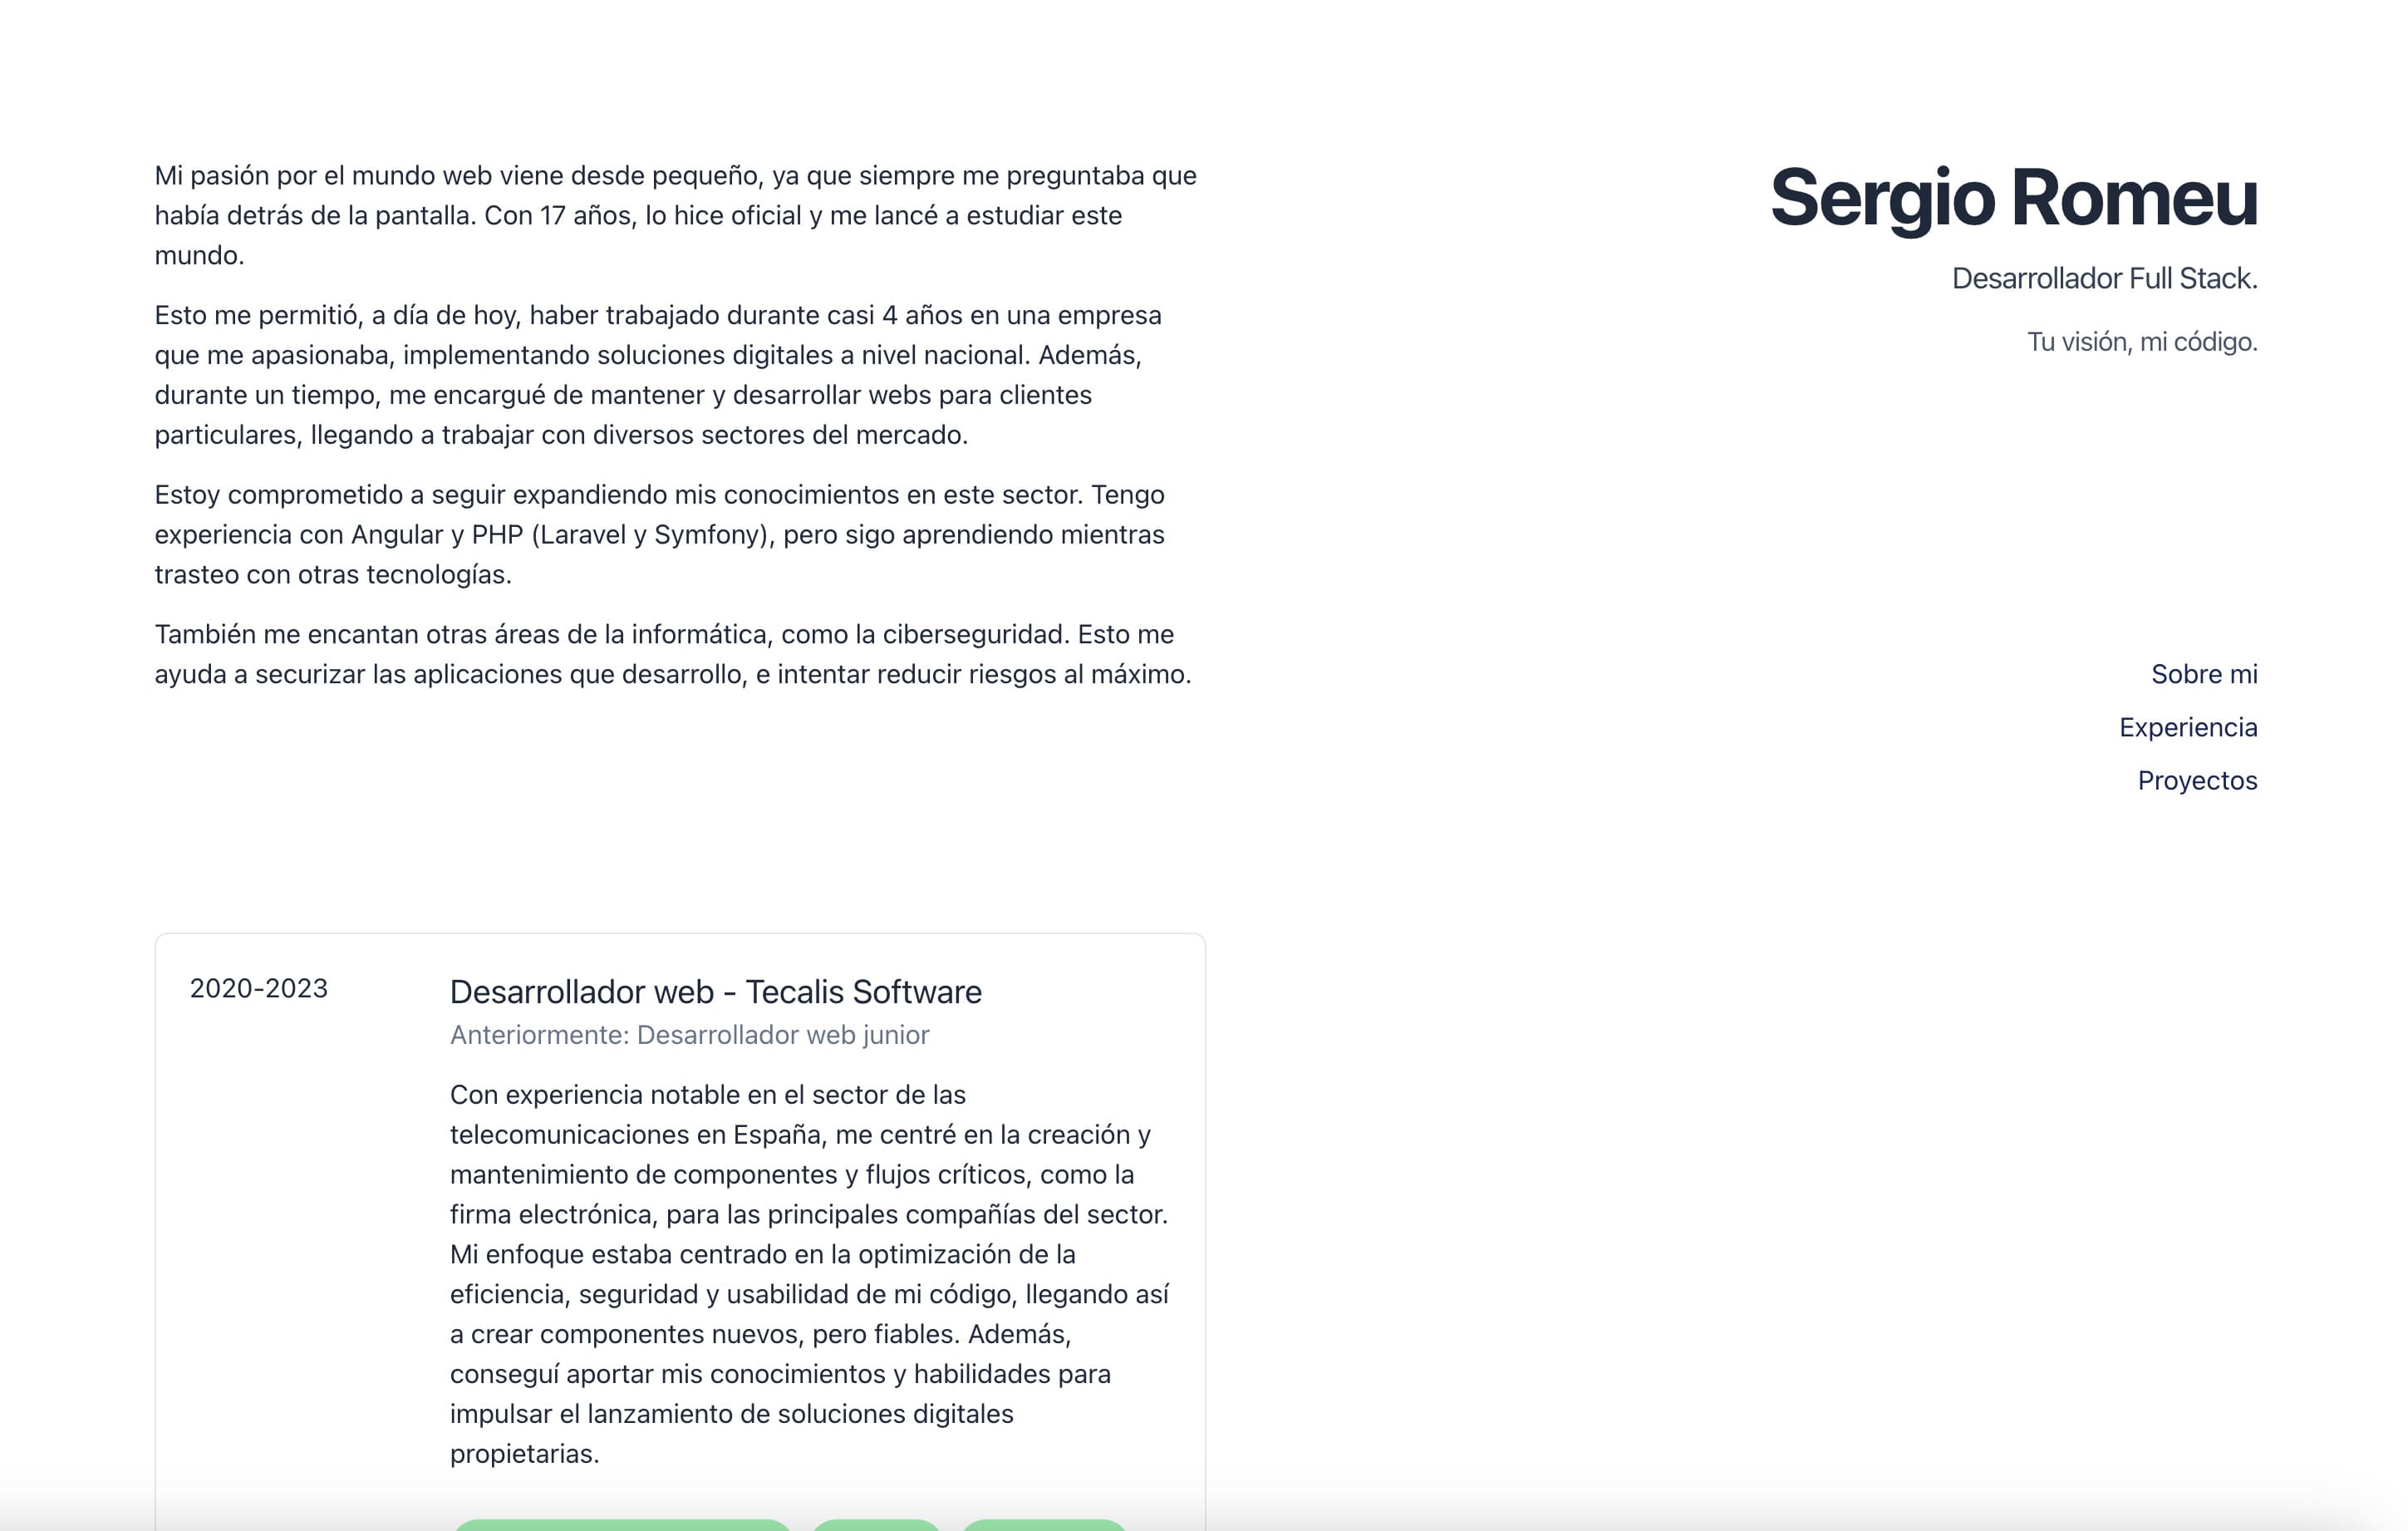 Mi pasión por el mundo web viene desde pequeño, ya que siempre me preguntaba que
había detrás de la pantalla. Con 17 años, lo hice oficial y me lancé a estudiar este
mundo.
Esto me permitió, a día de hoy, haber trabajado durante casi 4 años en una empresa
que me apasionaba, implementando soluciones digitales a nivel nacional. Además,
durante un tiempo, me encargué de mantener y desarrollar webs para clientes
particulares, llegando a trabajar con diversos sectores del mercado.
Estoy comprometido a seguir expandiendo mis conocimientos en este sector. Tengo
experiencia con Angular y PHP (Laravel y Symfony), pero sigo aprendiendo mientras
trasteo con otras tecnologías.
También me encantan otras áreas de la informática, como la ciberseguridad. Esto me
ayuda a securizar las aplicaciones que desarrollo, e intentar reducir riesgos al máximo.
Sergio Romeu
Desarrollador Full Stack.
Tu visión, mi código.
Sobre mi
Experiencia
Proyectos
2020-2023
Desarrollador web - Tecalis Software
Anteriormente: Desarrollador web junior
Con experiencia notable en el sector de las
telecomunicaciones en España, me centré en la creación y
mantenimiento de componentes y flujos críticos, como la
firma electrónica, para las principales compañías del sector.
Mi enfoque estaba centrado en la optimización de la
eficiencia, seguridad y usabilidad de mi código, llegando así
a crear componentes nuevos, pero fiables. Además,
conseguí aportar mis conocimientos y habilidades para
impulsar el lanzamiento de soluciones digitales
propietarias.